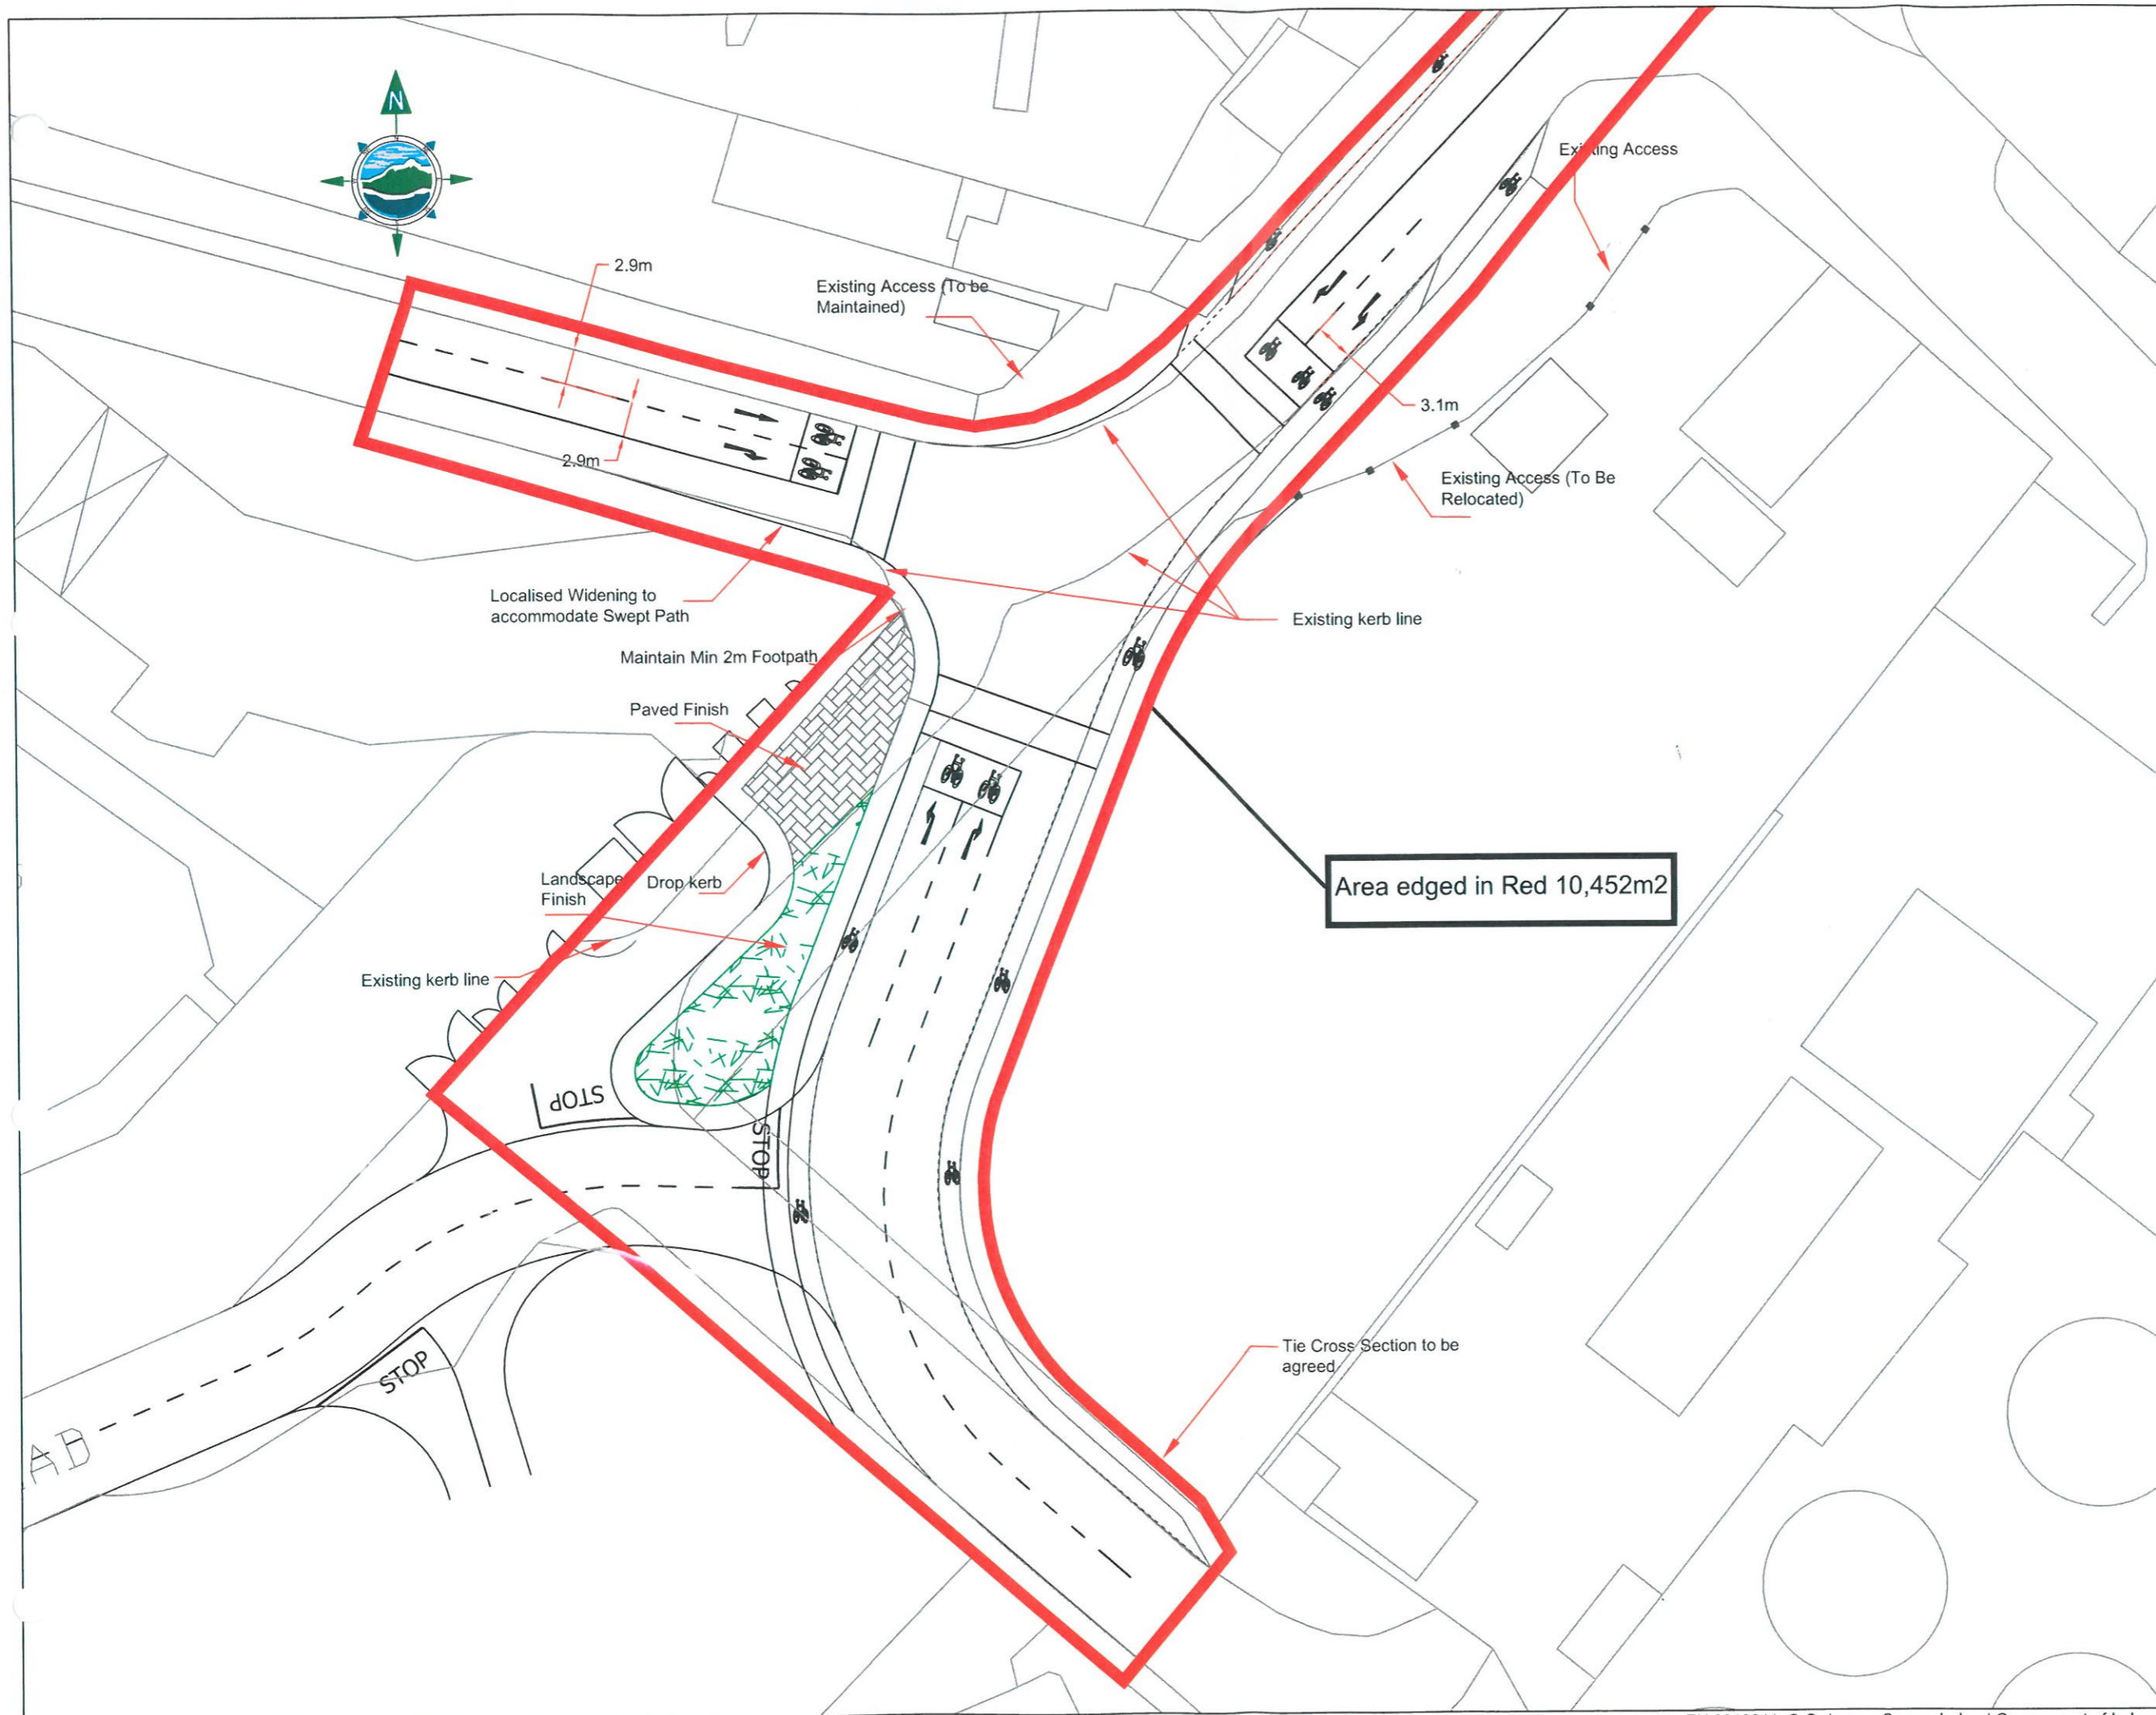 N
Existing Access
2.9m
Existing Access (To be
Maintained)
3.1m
2.9m
Existing Access (To Be
Relocated)
Localised Widening to
accommodate Swept Path
Existing kerb line
Maintain Min 2m Footpath
Paved Finish
Area edged in Red 10,452m2
Landscape
Finish
Drop kerb
Existing kerb line
STOP
STOP
Tie Cross Section to be
agreed
STOP
AD